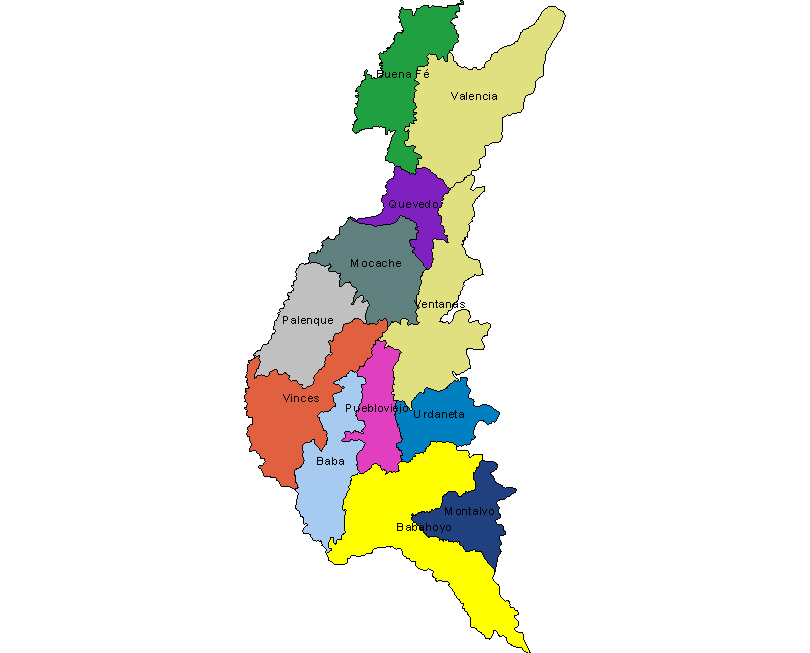 Buena Fé
Valencia
Quevedo
Mocache
Ventanas
Palenque
Vinces
Puebloviejo
Urdaneta
Baba
Montalvo
Babahoyo